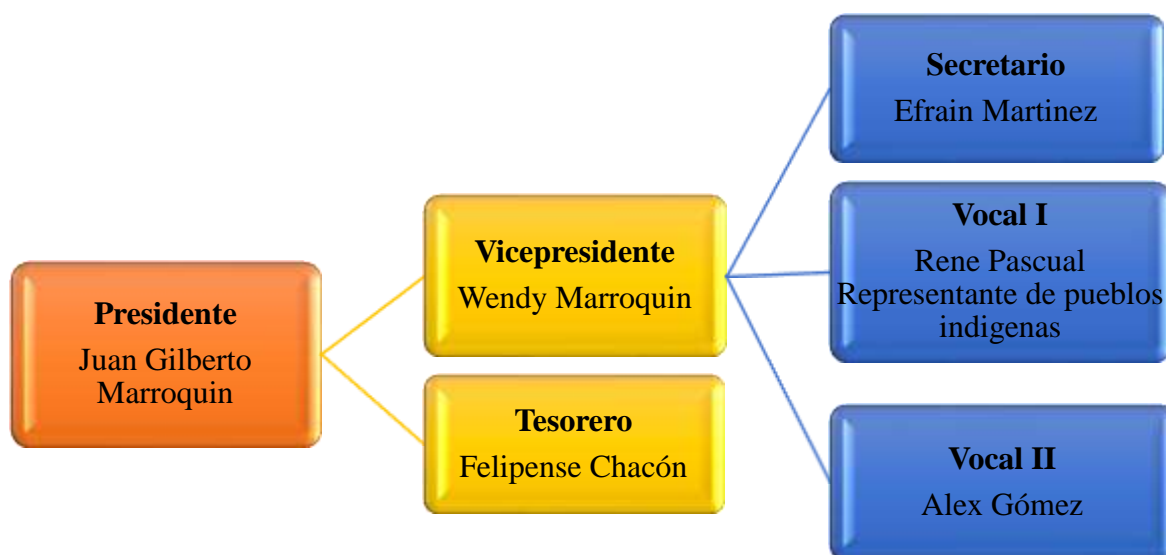 Presidente
Juan Gilberto
Marroquin
Vicepresidente
Wendy Marroquin
Tesorero
Felipense Chacón
Secretario
Efrain Martinez
Vocal I
Rene Pascual
Representante de pueblos
indigenas
Vocal II
Alex Gómez